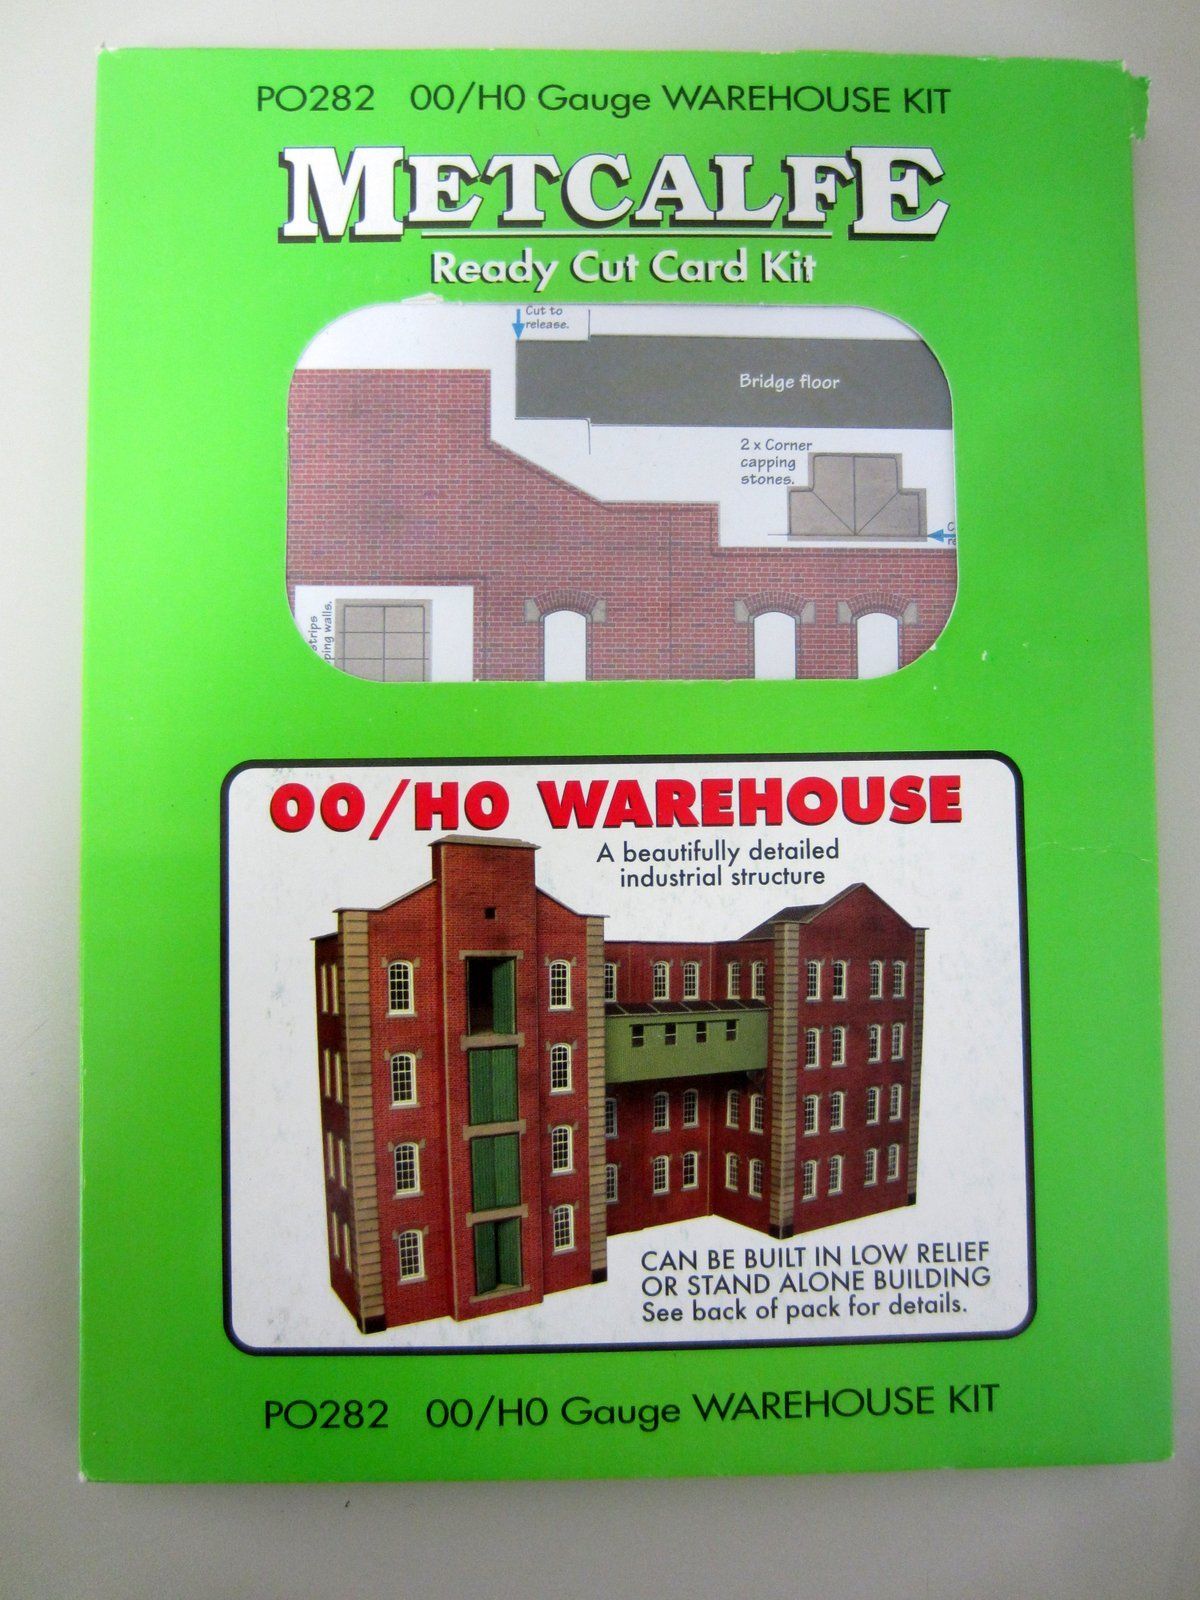 PO282 00/H0 Gauge WAREHOUSE KIT
METCALFE
Ready Cut Card Kit
Cut to
release.
Bridge floor
2 x Corner
capping
stones.
strips
walls.
00/H0 WAREHOUSE
A beautifully detailed
industrial structure
CAN BE BUILT IN LOW RELIEF
OR STAND ALONE BUILDING
See back of pack for details.
PO282 00/H0 Gauge WAREHOUSE KIT